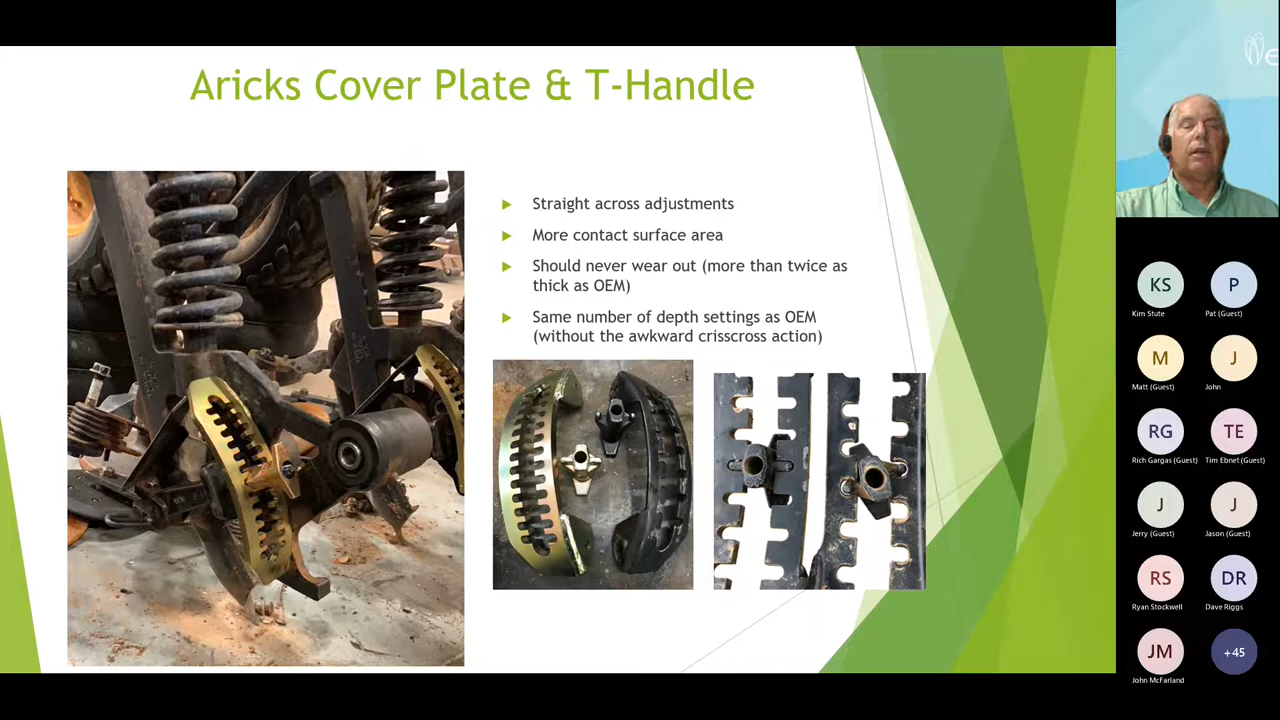 Aricks Cover Plate & T-Handle
Straight across adjustments
More contact surface area
Should never wear out (more than twice as
thick as OEM)
Same number of depth settings as OEM
(without the awkward crisscross action)
KS
P
Kim Stute
Pat (Guest)
M
J
Matt (Guest)
John
RG
TE
Rich Gargas (Guest)
Tim Ebnet (Guest)
J
J
Jerry (Guest)
Jason (Guest)
RS
DR
Ryan Stockwell
Dave Riggs
JM
+45
John McFarland